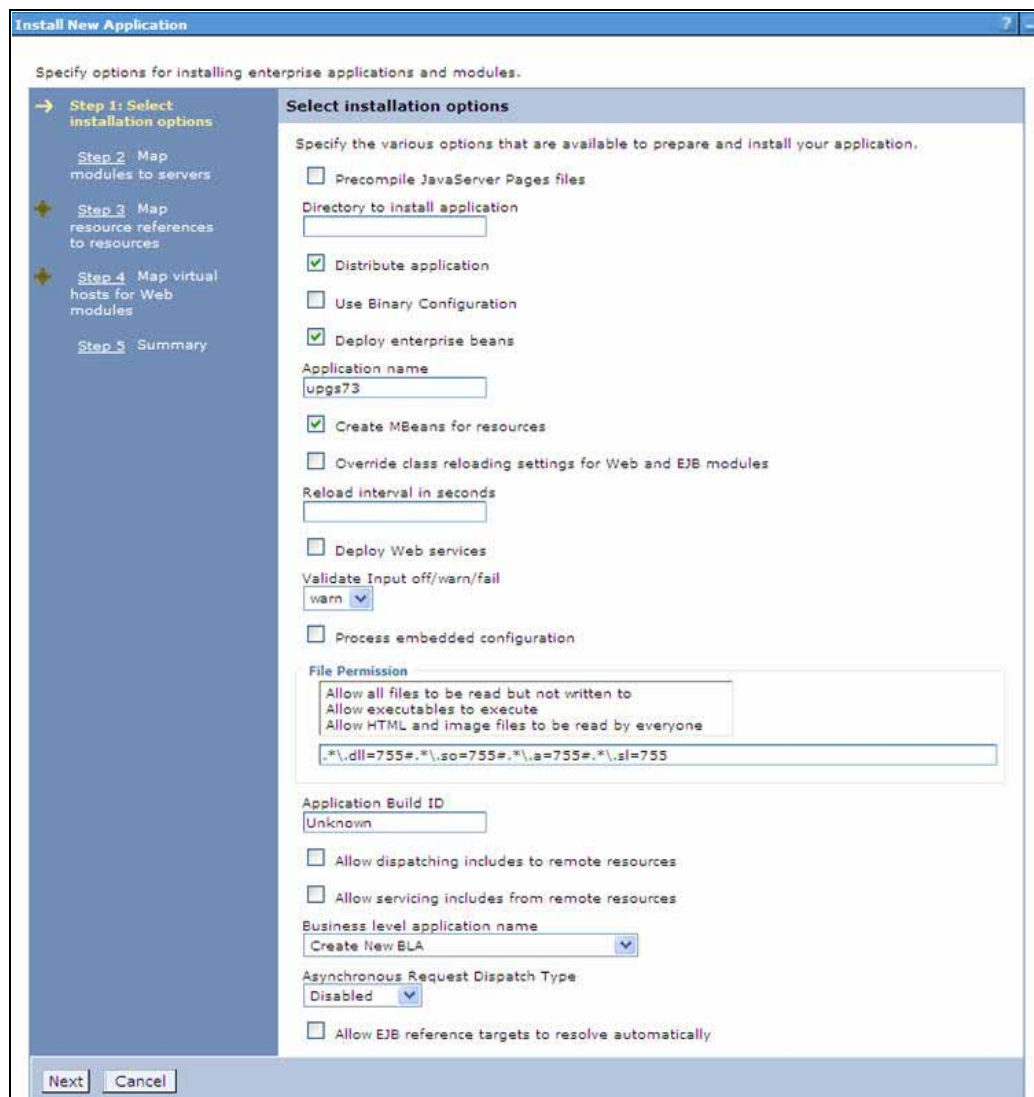 Install New Application
?
Specify options for installing enterprise applications and modules.
Step 1: Select
installation options
Step 2 Map
modules to servers
Step 3 Map
resource references
to resources
Step 4 Map virtual
hosts for Web
modules
Step 5 Summary
Select installation options
Specify the various options that are available to prepare and install your application.
Precompile JavaServer Pages files
Directory to install application
Distribute application
Use Binary Configuration
Deploy enterprise beans
Application name
upgs73
Create MBeans for resources
Override class reloading settings for Web and EJB modules
Reload interval in seconds
Deploy Web services
Validate Input off/warn/fail
warn
Process embedded configuration
File Permission
Allow all files to be read but not written to
Allow executables to execute
Allow HTML and image files to be read by everyone
.*\.dll=755#.*\.so=755#.*\.a=755#.*\.sl=755
Application Build ID
Unknown
Allow dispatching includes to remote resources
Allow servicing includes from remote resources
Business level application name
Create New BLA
Asynchronous Request Dispatch Type
Disabled
Allow EJB reference targets to resolve automatically
Next Cancel